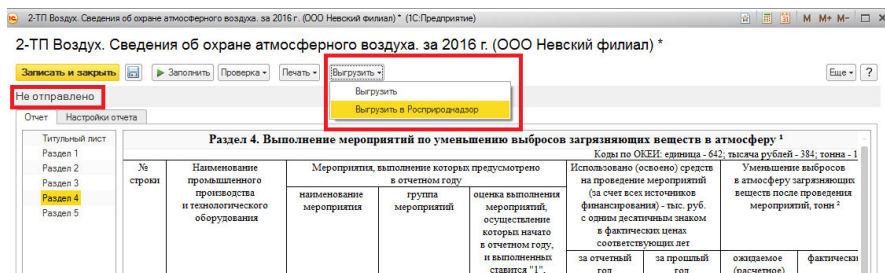 2-ТП Воздух. Сведения об охране атмосферного воздуха. за 2016 г. (ООО Невский филиал) * (1С:Предприятие)
M M+ M-
2-ТП Воздух. Сведения об охране атмосферного воздуха. за 2016 г. (ООО Невский филиал) *
Записать и закрыть Заполнить Проверка Печать Выгрузить Еще ?
Выгрузить
Выгрузить в Росприроднадзор
Не отправлено
Отчет Настройки отчета
Титульный лист
Раздел 1
Раздел 2
Раздел 3
Раздел 4
Раздел 5
Раздел 4. Выполнение мероприятий по уменьшению выбросов загрязняющих веществ в атмосферу ¹
Коды по ОКЕИ: единица - 642; тысяча рублей - 384; тонна - 1
№
строки
Наименование
промышленного
производства
и технологического
оборудования
Мероприятия, выполнение которых предусмотрено
в отчетном году
наименование
мероприятия
группа
мероприятий
оценка выполнения
мероприятий,
осуществление
которых начато
в отчетном году,
и выполненных
ставится "1",
Использовано (освоено) средств
на проведение мероприятий
(за счет всех источников
финансирования) - тыс. руб.
с одним десятичным знаком
в фактических ценах
соответствующих лет
за отчетный
год
за прошлый
год
Уменьшение выбросов
в атмосферу загрязняющих
веществ после проведения
мероприятий, тонн ²
ожидаемое
(расчетное)
фактически